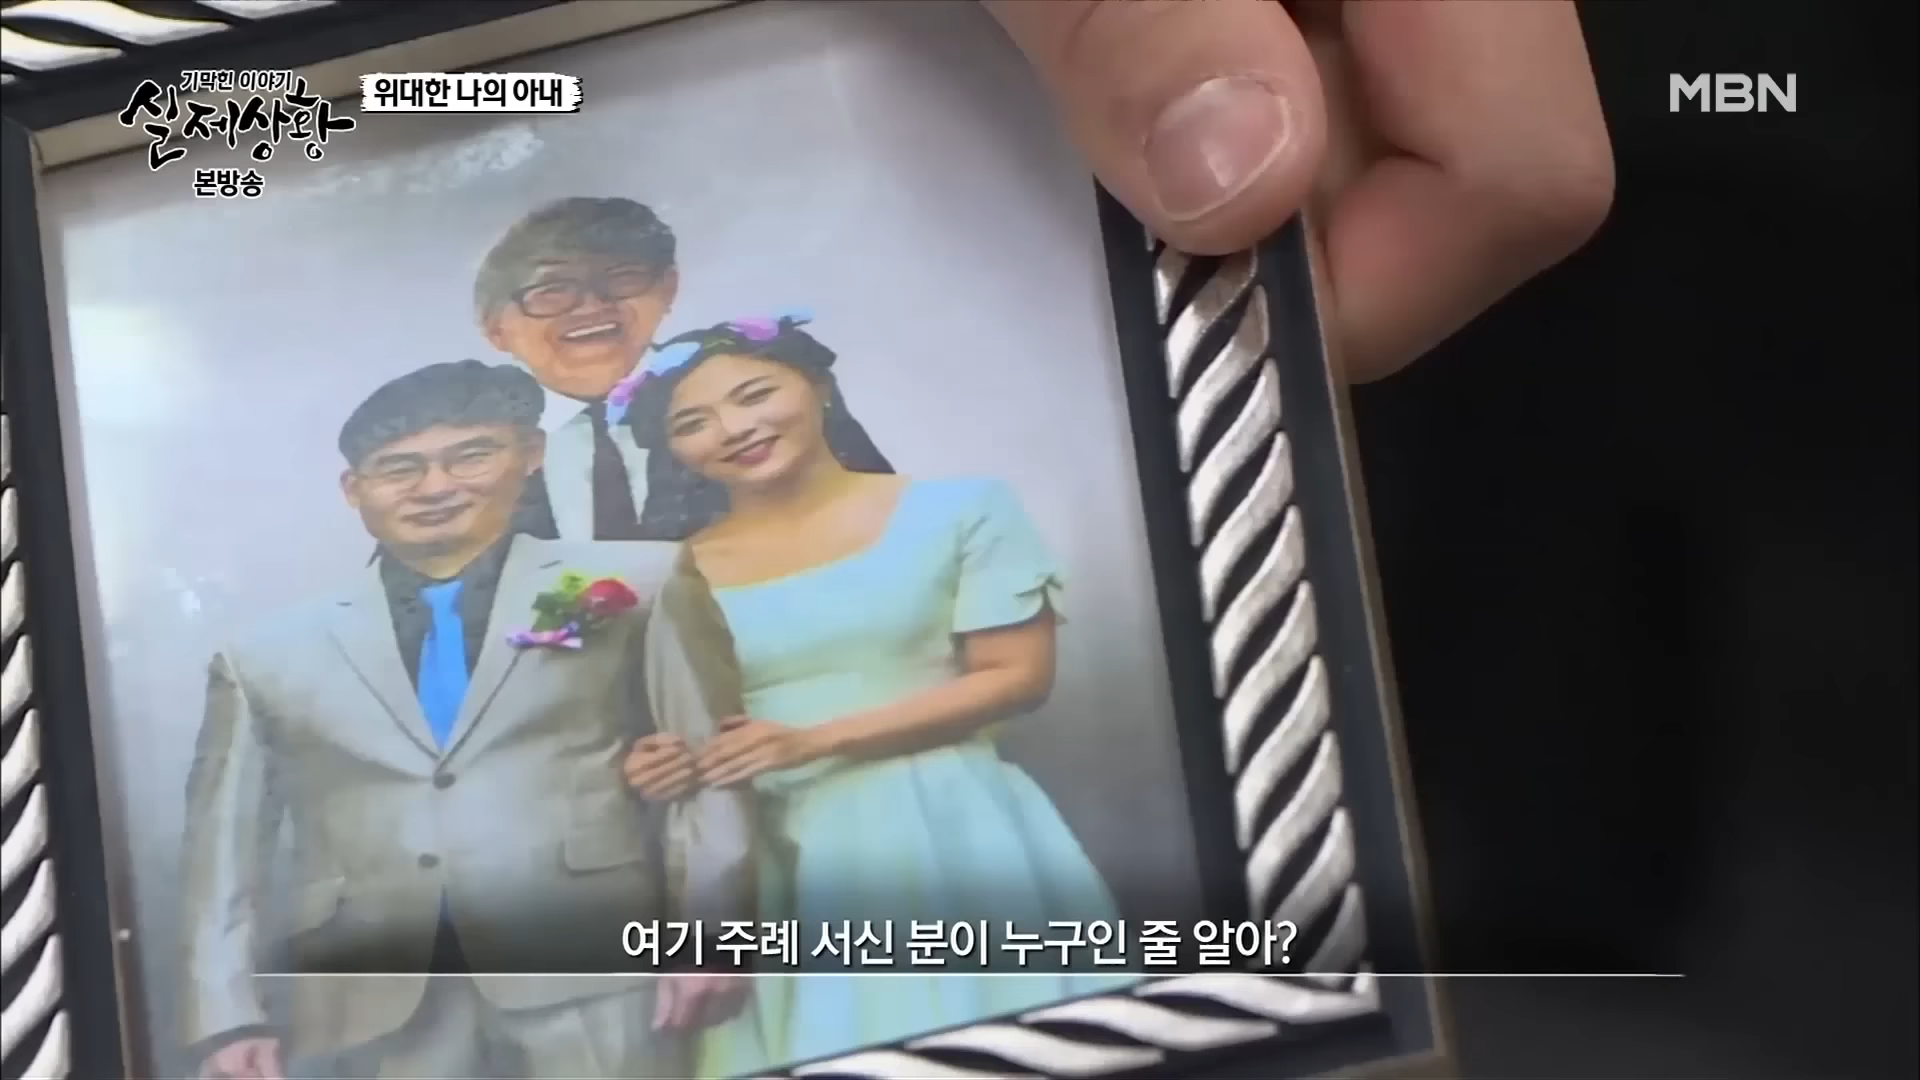 기막힌 이야기
실제상황
본방송
위대한 나의 아내
MBN
여기 주례 서신 분이 누구인 줄 알아?